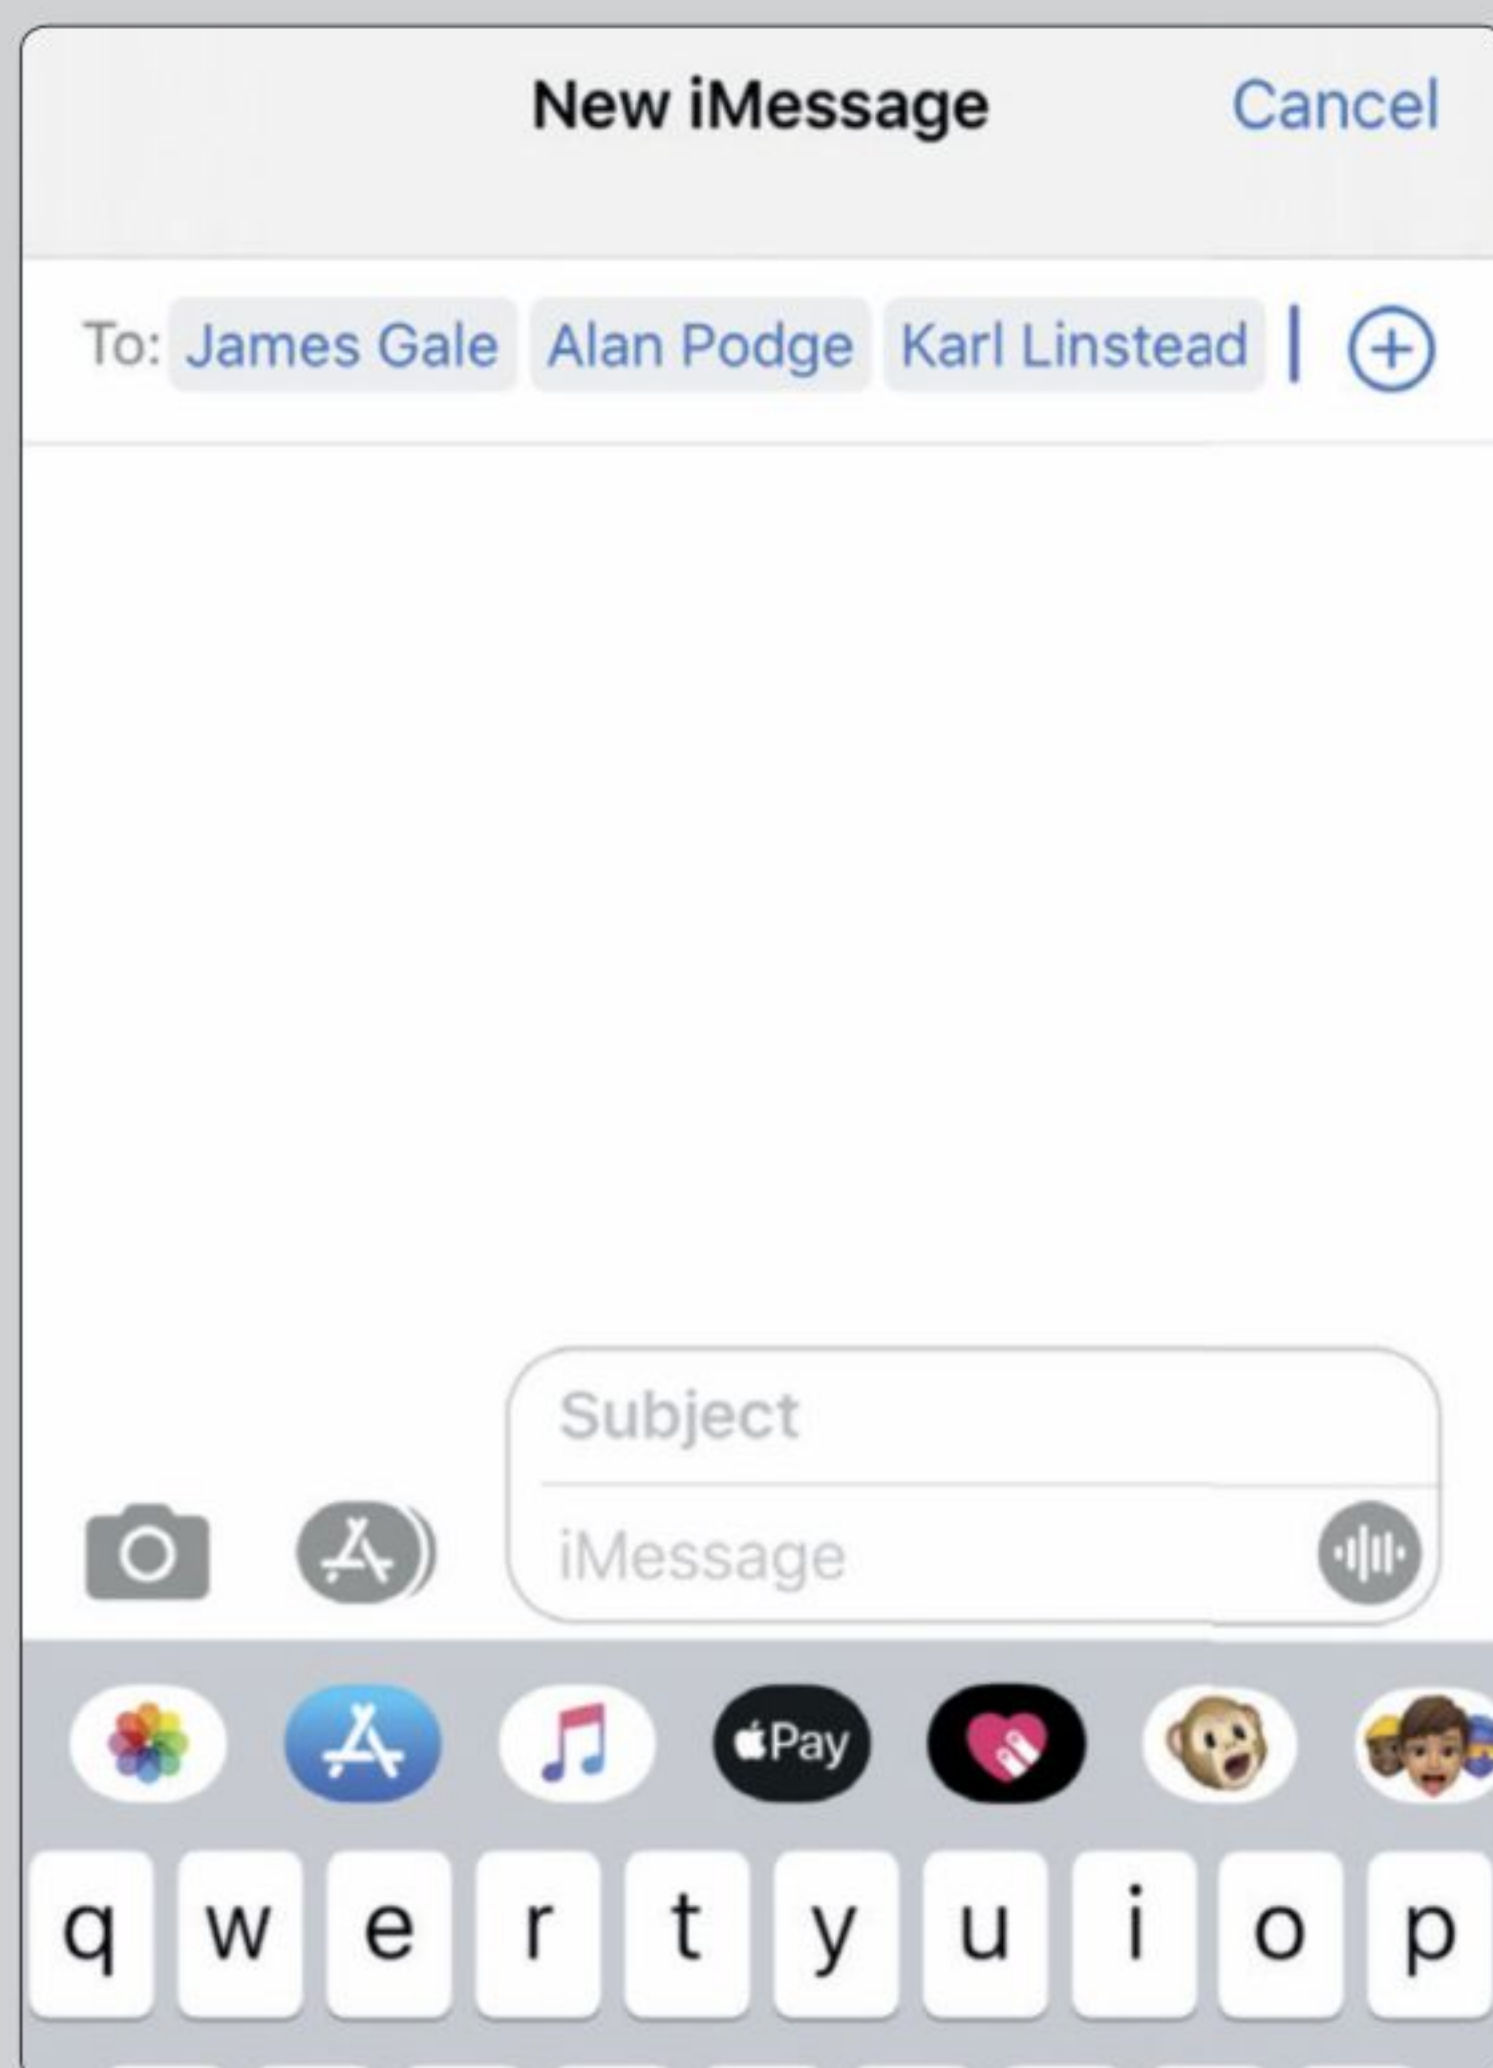 New iMessage Cancel
To: James Gale Alan Podge Karl Linstead
Subject
iMessage
Pay
q w e r t y u i o p